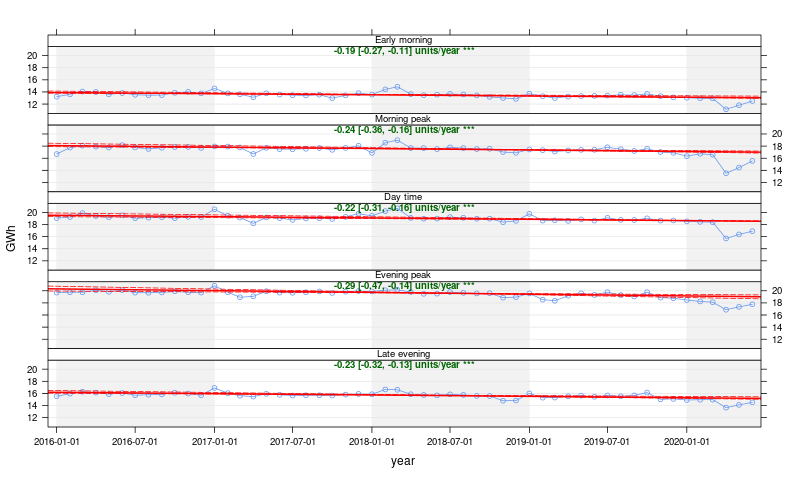 Early morning
-0.19 [-0.27, -0.11] units/year ***
20
18
16
14
12
Morning peak
-0.24 [-0.36, -0.16] units/year ***
20
18
16
14
12
Day time
-0.22 [-0.31, -0.16] units/year ***
20
18
16
14
12
Evening peak
-0.29 [-0.47, -0.14] units/year ***
20
18
16
14
12
Late evening
-0.23 [-0.32, -0.13] units/year ***
20
18
16
14
12
GWh
2016-01-01 2016-07-01 2017-01-01 2017-07-01 2018-01-01 2018-07-01 2019-01-01 2019-07-01 2020-01-01
year